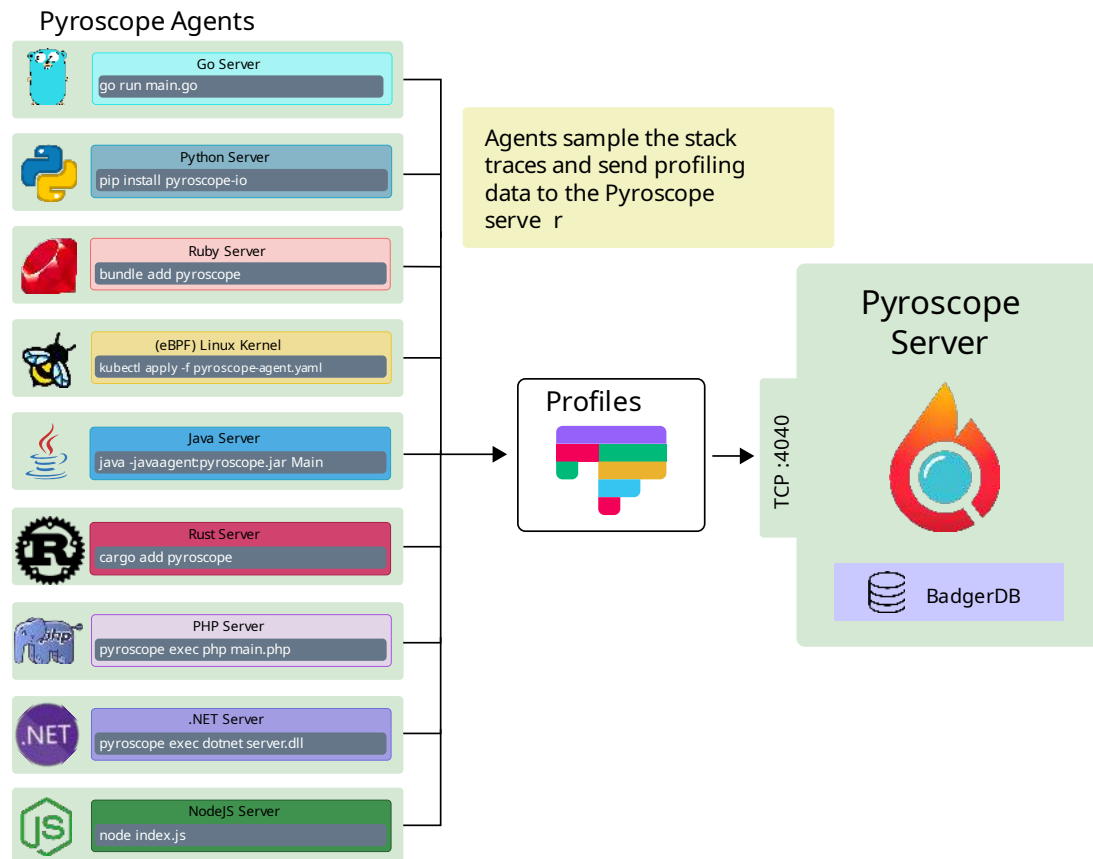 Pyroscope Agents
Go Server
go run main.go
Python Server
pip install pyroscope-io
Ruby Server
bundle add pyroscope
(eBPF) Linux Kernel
kubectl apply -f pyroscope-agent.yaml
Java Server
java -javaagent:pyroscope.jar Main
Rust Server
cargo add pyroscope
R
PHP Server
pyroscope exec php main.php
php
.NET Server
pyroscope exec dotnet server.dll
.NET
NodeJS Server
node index.js
JS
Agents sample the stack
traces and send profiling
data to the Pyroscope
serve  r
Profiles
TCP :4040
Pyroscope
Server
BadgerDB